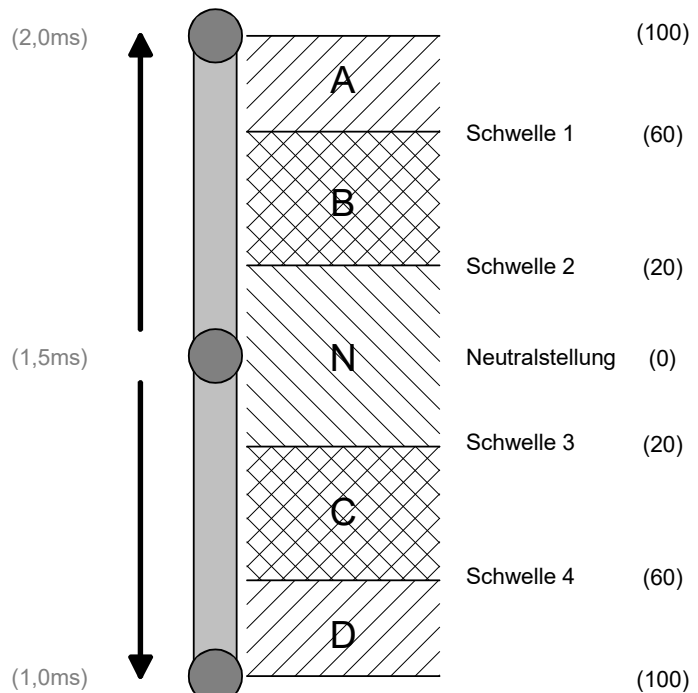 (2,0ms) (100)
A
Schwelle 1 (60)
B
Schwelle 2 (20)
(1,5ms) N Neutralstellung (0)
Schwelle 3 (20)
C
Schwelle 4 (60)
D
(1,0ms) (100)